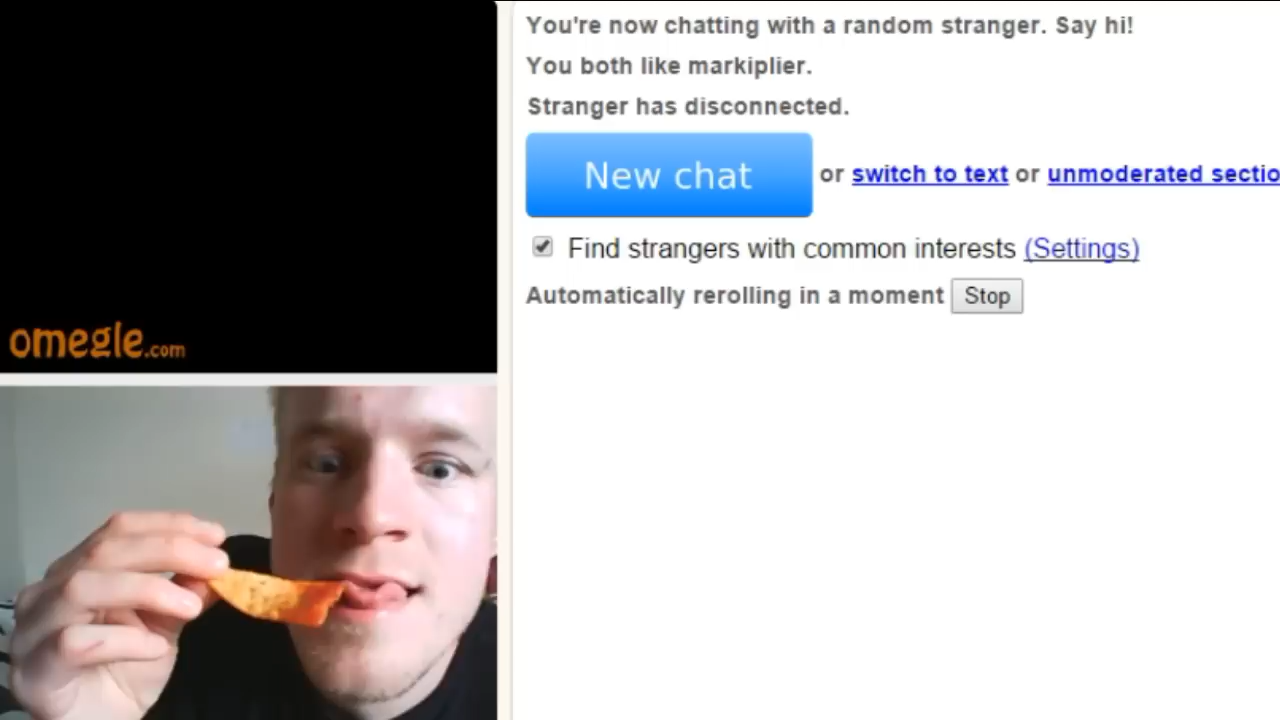 You're now chatting with a random stranger. Say hi!
You both like markiplier.
Stranger has disconnected.
New chat or switch to text or unmoderated sectio
Find strangers with common interests (Settings)
Automatically rerolling in a moment Stop
omegle.com